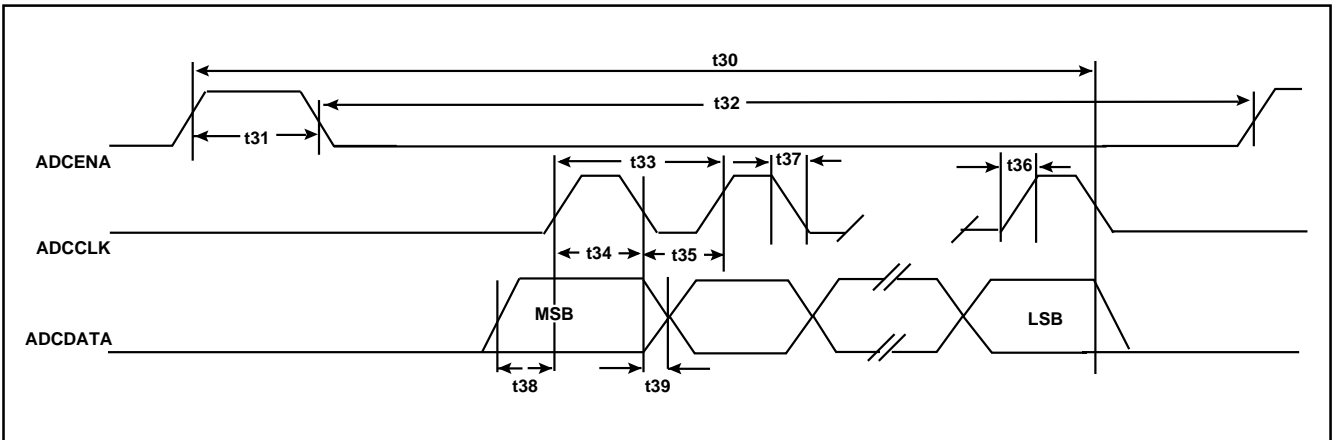 t30
t32
t31
ADCENA
t33
t37
t36
ADCCLK
t34
t35
MSB
LSB
ADCDATA
t38
t39